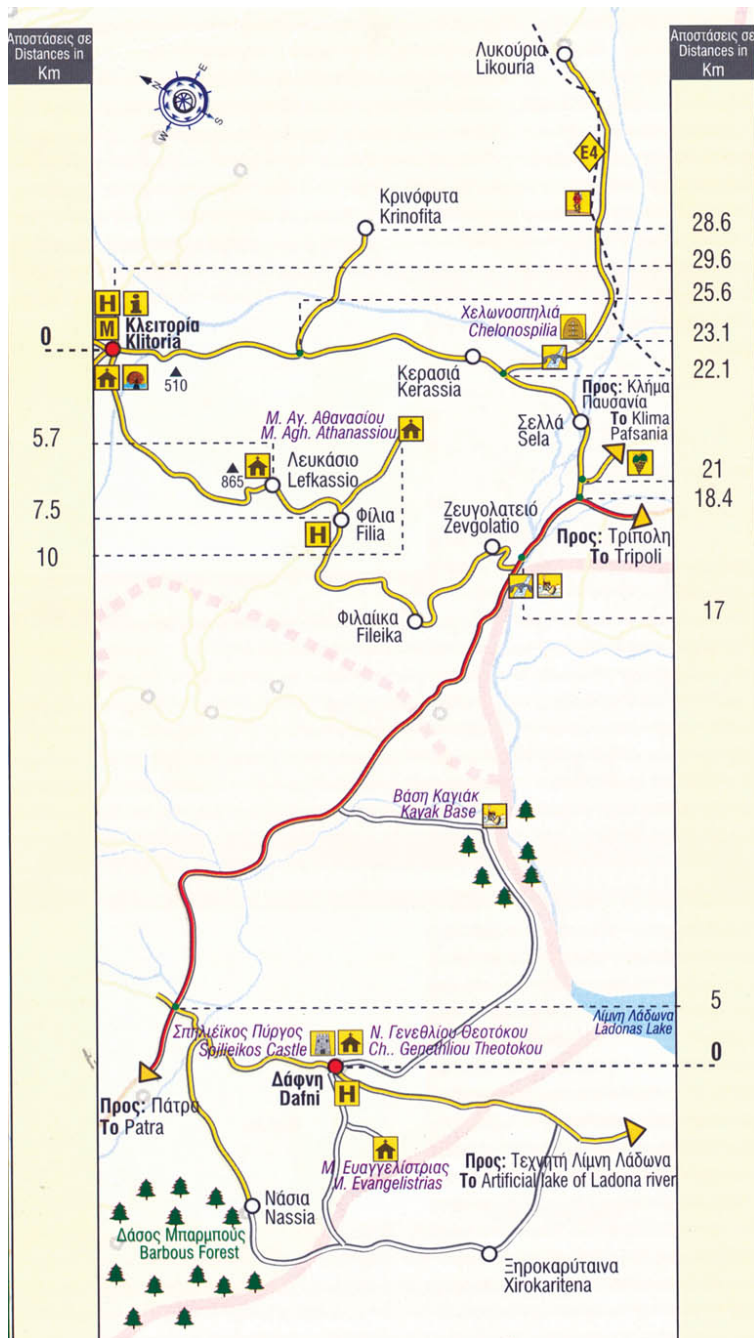 Αποστάσεις σε
Distances in
Km
Αποστάσεις σε
Distances in
Km
Λυκούρια
Likouria
N
E
W
S
E4
Κρινόφυτα
Krinofita
28.6
29.6
25.6
H i
M
Κλειτορία
Klitoria
0
510
Χελωνοσπηλιά
Chelonospilia
23.1
22.1
Κερασιά
Kerassia
Προς: Κλήμα
Παυσανία
To Klima
Pafsania
Σελλά
Sela
Μ. Αγ. Αθανασίου
M. Agh. Athanassiou
5.7
865
Λευκάσιο
Lefkassio
21
18.4
7.5
Φίλια
Filia
H
Ζευγολατειό
Zevgolatio
Προς: Τρίπολη
To Tripoli
10
Φιλαίικα
Fileika
17
Βάση Καγιάκ
Kayak Base
Λίμνη Λάδωνα
Ladonas Lake
5
0
Σπηλιέϊκος Πύργος
Spilieikos Castle
Ν. Γενεθλίου Θεοτόκου
Ch.. Genethliou Theotokou
Δάφνη
Dafni
H
Προς: Πάτρα
To Patra
Μ. Ευαγγελίστριας
M. Evangelistrias
Προς: Τεχνητή Λίμνη Λάδωνα
To Artificial lake of Ladona river
Νάσια
Nassia
Δάσος Μπαρμπούς
Barbous Forest
Ξηροκαρύταινα
Xirokaritena